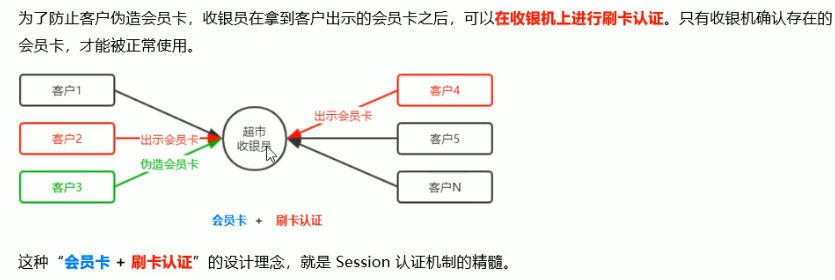 为了防止客户伪造会员卡，收银员在拿到客户出示的会员卡之后，可以在收银机上进行刷卡认证。只有收银机确认存在的
会员卡，才能被正常使用。
客户1
客户4
出示会员卡
超市
收银员
客户2
出示会员卡
客户5
伪造会员卡
客户3
客户N
会员卡 + 刷卡认证
这种“会员卡 + 刷卡认证”的设计理念，就是 Session 认证机制的精髓。